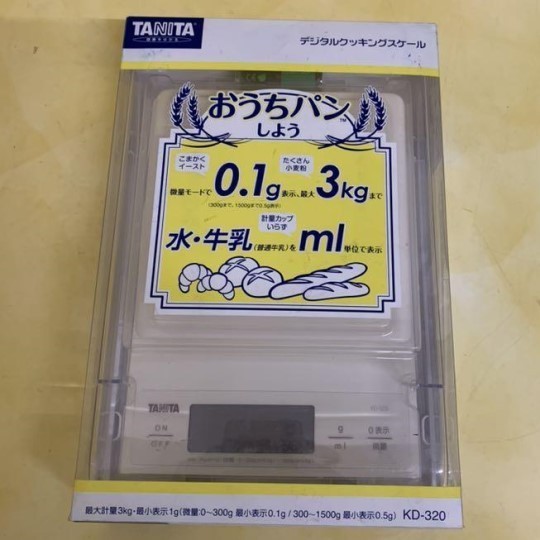 TANITA
デジタルクッキングスケール
おうちパン™
しよう
こまかく
イースト
たくさん
小麦粉
微量モードで0.1g表示、最大3kgまで
(300gまで、1500gまで0.5g表示)
計量カップ
いらず
水・牛乳(普通牛乳)をml単位で表示
TANITA
ON
OFF
g
ml
0表示
微量
最大計量3kg-最小表示1g(微量:0~300g 最小表示0.1g / 300~1500g 最小表示0.5g) KD-320